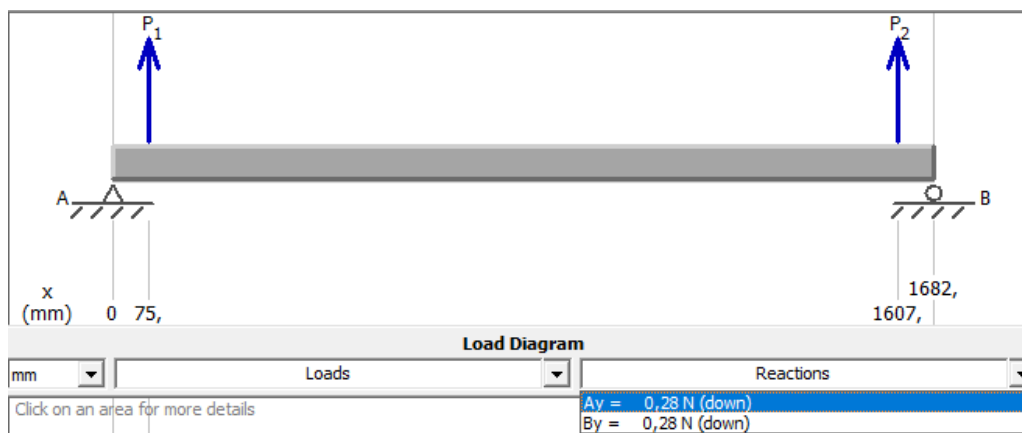 P1 P2
A B
x
(mm) 0 75, 1607, 1682,
Load Diagram
mm Loads Reactions
Click on an area for more details
Ay = 0,28 N (down)
By = 0,28 N (down)